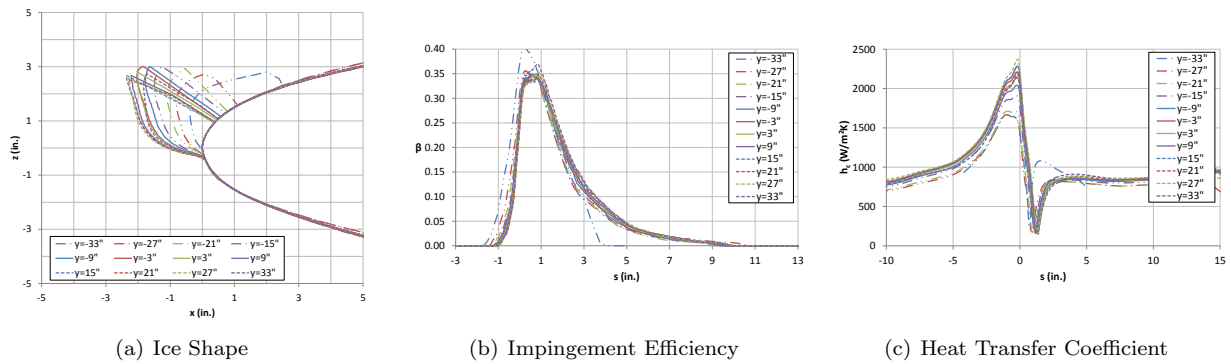 5
3
1
-1
-3
-5
z (in.)
y=-33" y=-27" y=-21" y=-15"
y=-9" y=-3" y=3" y=9"
y=15" y=21" y=27" y=33"
-5 -3 -1 1 3 5
x (in.)
(a) Ice Shape
0.40
0.35
0.30
0.25
0.20
0.15
0.10
0.05
0.00
β
y=-33"
y=-27"
y=-21"
y=-15"
y=-9"
y=-3"
y=3"
y=9"
y=15"
y=21"
y=27"
y=33"
-3 -1 1 3 5 7 9 11 13
s (in.)
(b) Impingement Efficiency
2500
2000
1500
1000
500
0
hc (W/m²K)
y=-33"
y=-27"
y=-21"
y=-15"
y=-9"
y=-3"
y=3"
y=9"
y=15"
y=21"
y=27"
y=33"
-10 -5 0 5 10 15
s (in.)
(c) Heat Transfer Coefficient